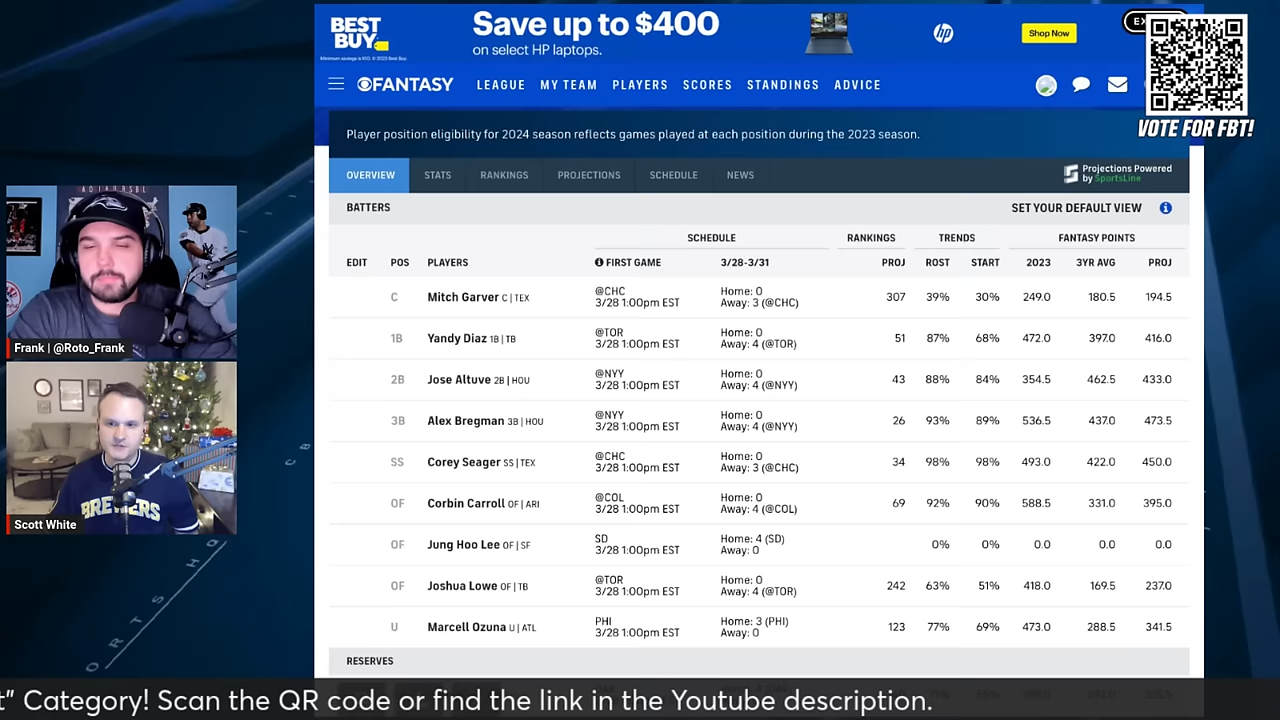 BEST BUY
Minimum savings is $10. © 2023 Best Buy.
Save up to $400
on select HP laptops.
hp
Shop Now
VOTE FOR FBT!
FANTASY LEAGUE MY TEAM PLAYERS SCORES STANDINGS ADVICE
Player position eligibility for 2024 season reflects games played at each position during the 2023 season.
OVERVIEW STATS RANKINGS PROJECTIONS SCHEDULE NEWS
Projections Powered
by SportsLine
BATTERS SET YOUR DEFAULT VIEW
SCHEDULE RANKINGS TRENDS FANTASY POINTS
EDIT POS PLAYERS FIRST GAME 3/28-3/31 PROJ ROST START 2023 3YR AVG PROJ
C Mitch Garver C | TEX @CHC 3/28 1:00pm EST Home: 0 Away: 3 (@CHC) 307 39% 30% 249.0 180.5 194.5
1B Yandy Diaz 1B | TB @TOR 3/28 1:00pm EST Home: 0 Away: 4 (@TOR) 51 87% 68% 472.0 397.0 416.0
2B Jose Altuve 2B | HOU @NYY 3/28 1:00pm EST Home: 0 Away: 4 (@NYY) 43 88% 84% 354.5 462.5 433.0
3B Alex Bregman 3B | HOU @NYY 3/28 1:00pm EST Home: 0 Away: 4 (@NYY) 26 93% 89% 536.5 437.0 473.5
SS Corey Seager SS | TEX @CHC 3/28 1:00pm EST Home: 0 Away: 3 (@CHC) 34 98% 98% 493.0 422.0 450.0
OF Corbin Carroll OF | ARI @COL 3/28 1:00pm EST Home: 0 Away: 4 (@COL) 69 92% 90% 588.5 331.0 395.0
OF Jung Hoo Lee OF | SF SD 3/28 1:00pm EST Home: 4 (SD) Away: 0 0% 0% 0.0 0.0 0.0
OF Joshua Lowe OF | TB @TOR 3/28 1:00pm EST Home: 0 Away: 4 (@TOR) 242 63% 51% 418.0 169.5 237.0
U Marcell Ozuna U | ATL PHI 3/28 1:00pm EST Home: 3 (PHI) Away: 0 123 77% 69% 473.0 288.5 341.5
RESERVES
Frank | @Roto_Frank
BREWERS
Scott White
t" Category! Scan the QR code or find the link in the Youtube description.